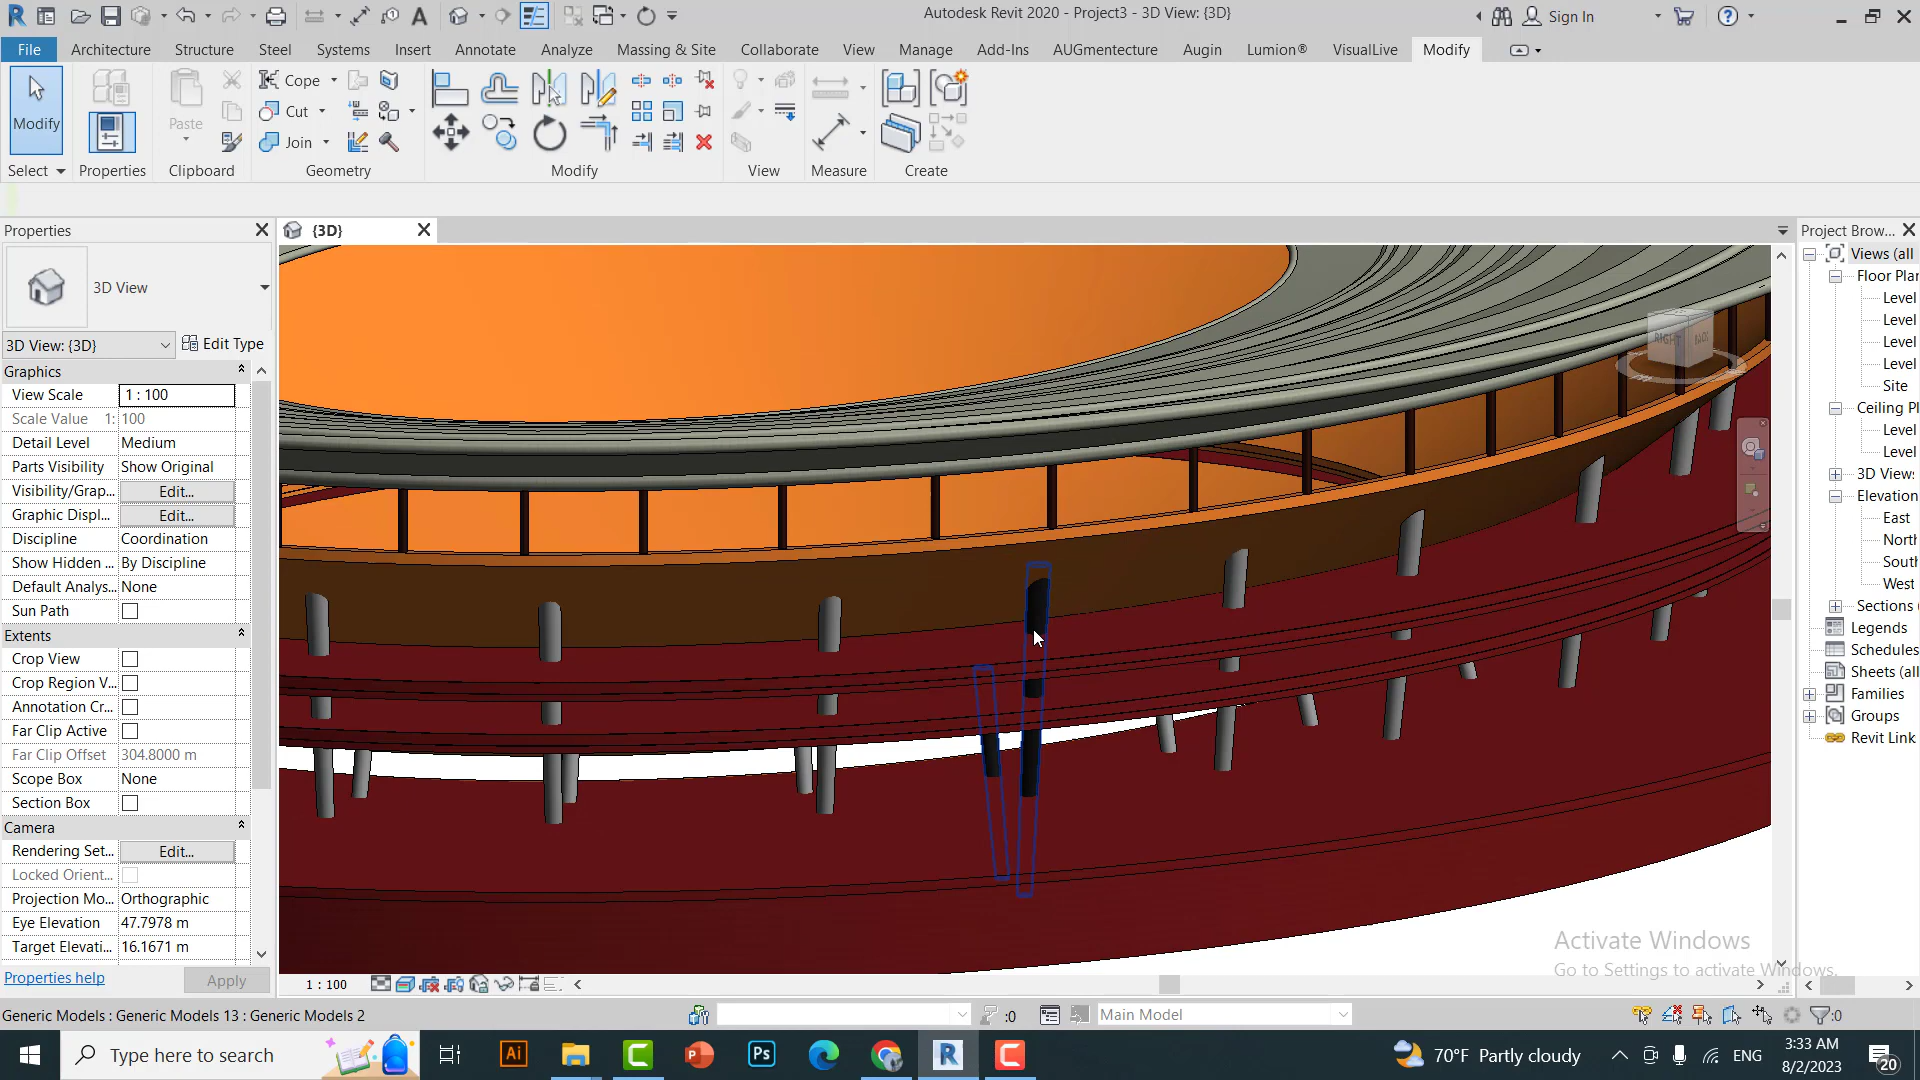 Autodesk Revit 2020 - Project3 - 3D View: {3D}
Sign In
File
Architecture
Structure
Steel
Systems
Insert
Annotate
Analyze
Massing & Site
Collaborate
View
Manage
Add-Ins
AUGmentecture
Augin
Lumion®
VisualLive
Modify
Modify
Paste
Cope
Cut
Join
Select
Properties
Clipboard
Geometry
Modify
View
Measure
Create
Properties
{3D}
Project Brow...
3D View
3D View: {3D}
Edit Type
Graphics
View Scale 1 : 100
Scale Value 1: 100
Detail Level Medium
Parts Visibility Show Original
Visibility/Grap... Edit...
Graphic Displ... Edit...
Discipline Coordination
Show Hidden ... By Discipline
Default Analys... None
Sun Path
Extents
Crop View
Crop Region V...
Annotation Cr...
Far Clip Active
Far Clip Offset 304.8000 m
Scope Box None
Section Box
Camera
Rendering Set... Edit...
Locked Orient...
Projection Mo... Orthographic
Eye Elevation 47.7978 m
Target Elevati... 16.1671 m
Properties help
Apply
RIGHT
BACK
Views (all
Floor Plan
Level
Level
Level
Level
Site
Ceiling Pl
Level
Level
3D Views
Elevation
East
North
South
West
Sections (
Legends
Schedules
Sheets (all
Families
Groups
Revit Link
Activate Windows
Go to Settings to activate Windows.
1 : 100
Generic Models : Generic Models 13 : Generic Models 2
:0
Main Model
:0
Type here to search
Ai
Ps
R
70°F Partly cloudy
ENG
3:33 AM
8/2/2023
20